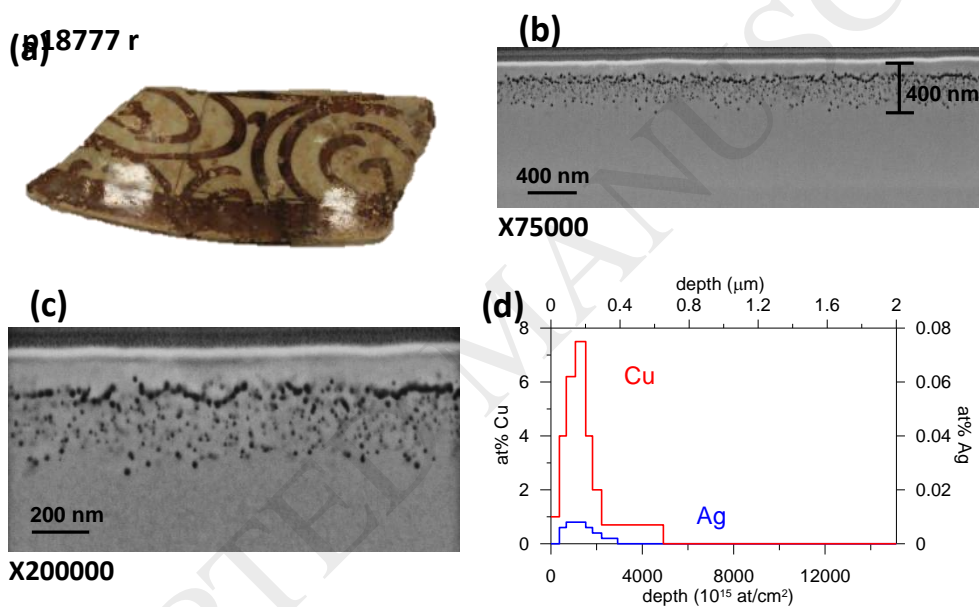 (a)
p18777 r
(b)
400 nm
400 nm
X75000
(c)
200 nm
X200000
(d)
depth (μm)
0 0.4 0.8 1.2 1.6 2
8 0.08
6 0.06
4 0.04
2 0.02
0 0
at% Cu
at% Ag
Cu
Ag
0 4000 8000 12000
depth (10¹⁵ at/cm²)